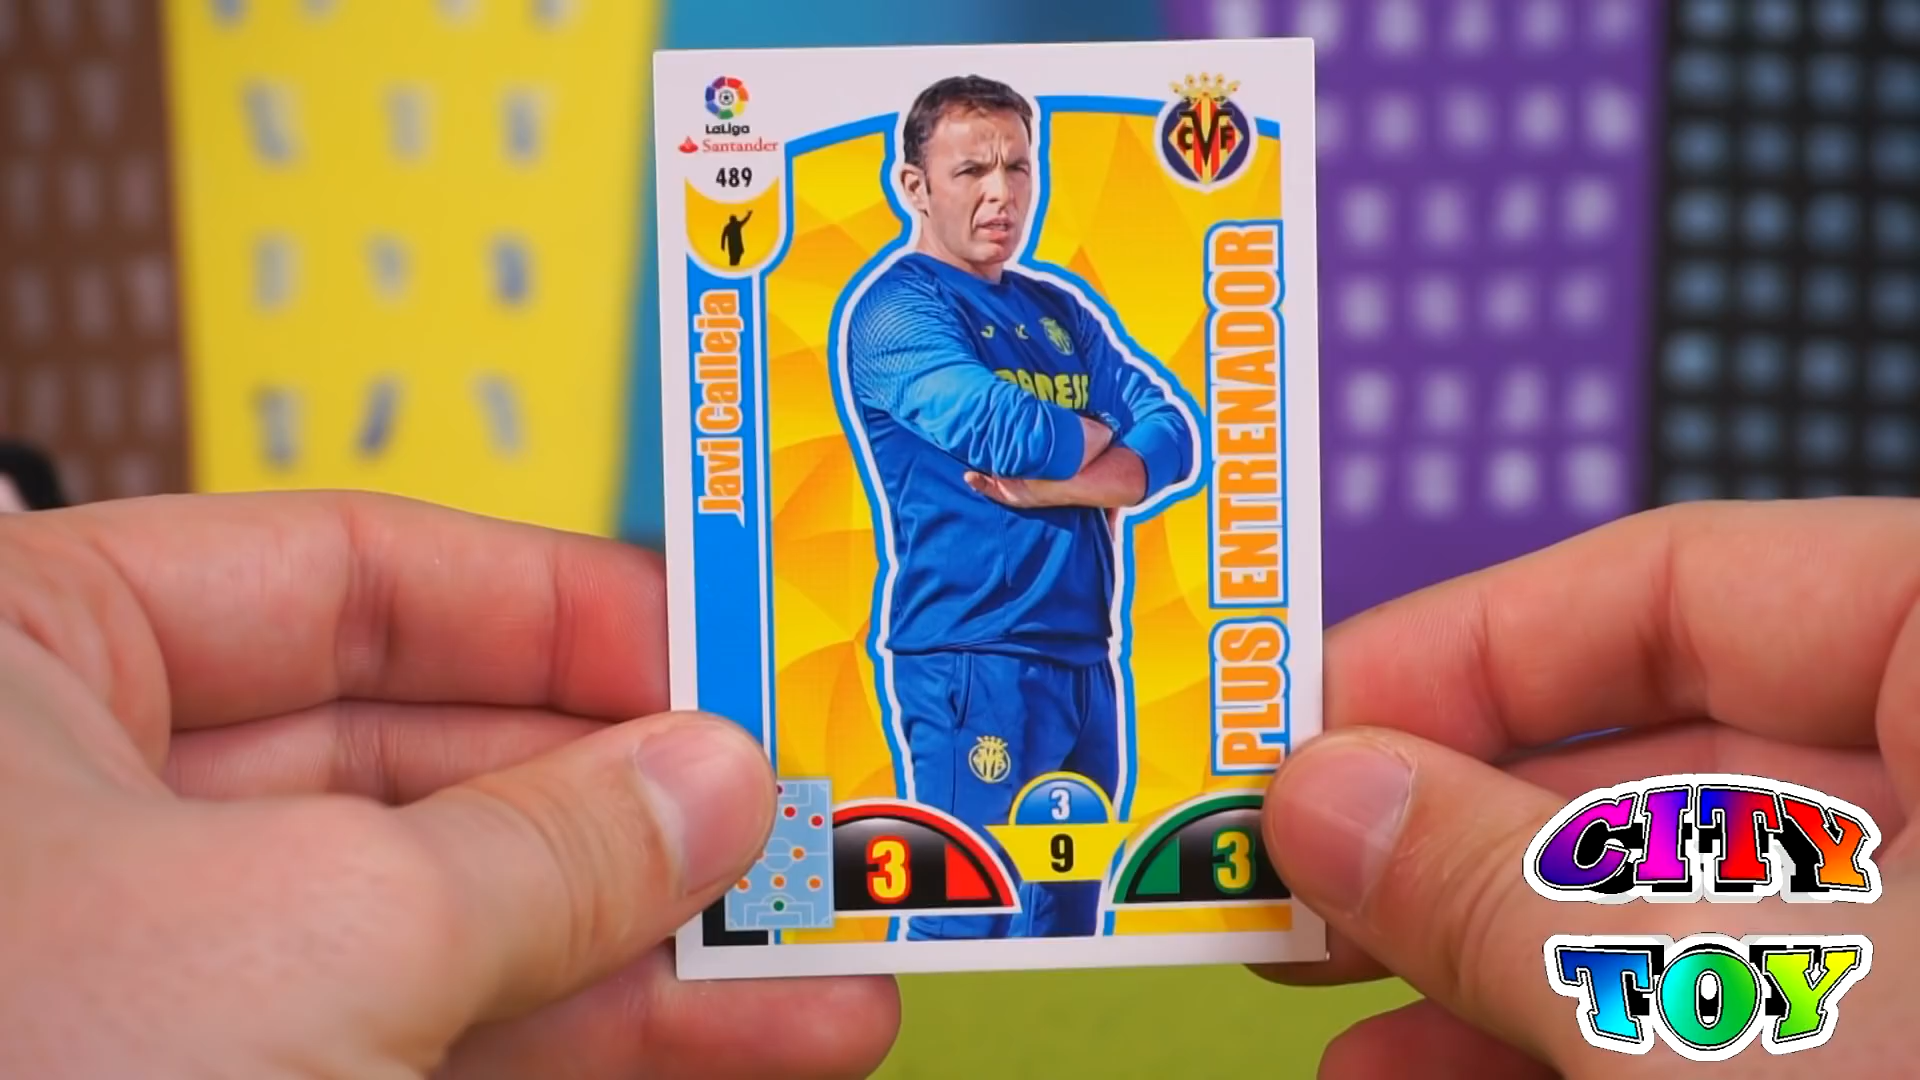 LaLiga
Santander
489
Javi Calleja
CVF
PLUS ENTRENADOR
3
9
3
3
CITY
TOY